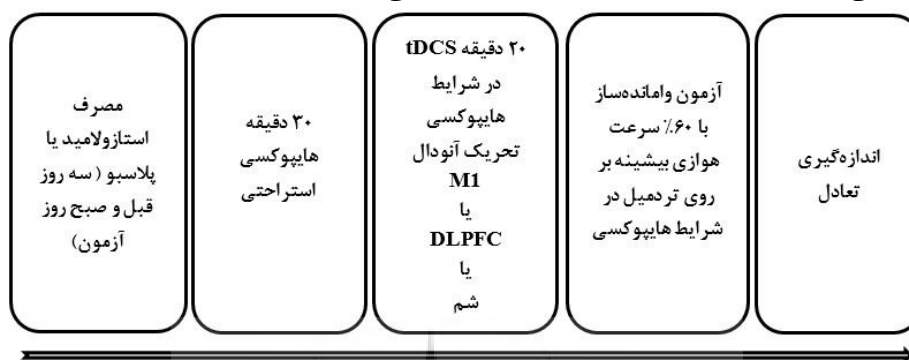 مصرف
استازولامید یا
پلاسبو (سه روز
قبل و صبح روز
آزمون)
۳۰ دقیقه
هایپوکسی
استراحتی
۲۰ دقیقه tDCS
در شرایط
هایپوکسی
تحریک آنودال
M1
یا
DLPFC
یا
شم
آزمون وامانده‌ساز
با ۶۰٪ سرعت
هوازی بیشینه بر
روی تردمیل در
شرایط هایپوکسی
اندازه‌گیری
تعادل